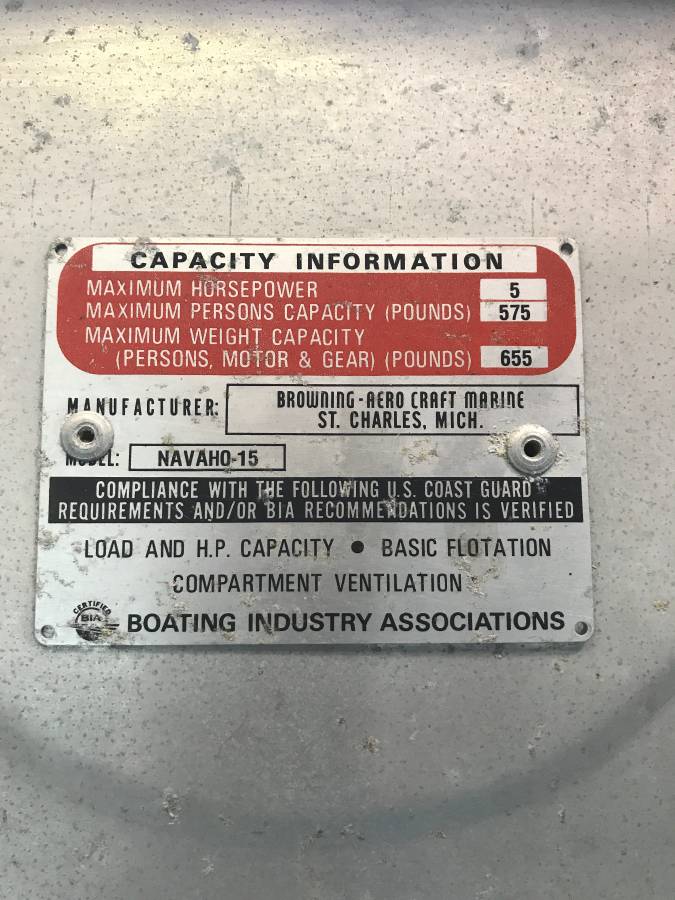 CAPACITY INFORMATION
MAXIMUM HORSEPOWER 5
MAXIMUM PERSONS CAPACITY (POUNDS) 575
MAXIMUM WEIGHT CAPACITY
(PERSONS, MOTOR & GEAR) (POUNDS) 655
MANUFACTURER: BROWNING-AERO CRAFT MARINE
ST. CHARLES, MICH.
MODEL: NAVAHO-15
COMPLIANCE WITH THE FOLLOWING U.S. COAST GUARD
REQUIREMENTS AND/OR BIA RECOMMENDATIONS IS VERIFIED
LOAD AND H.P. CAPACITY • BASIC FLOTATION
COMPARTMENT VENTILATION
CERTIFIED
BIA
BOATING INDUSTRY ASSOCIATIONS